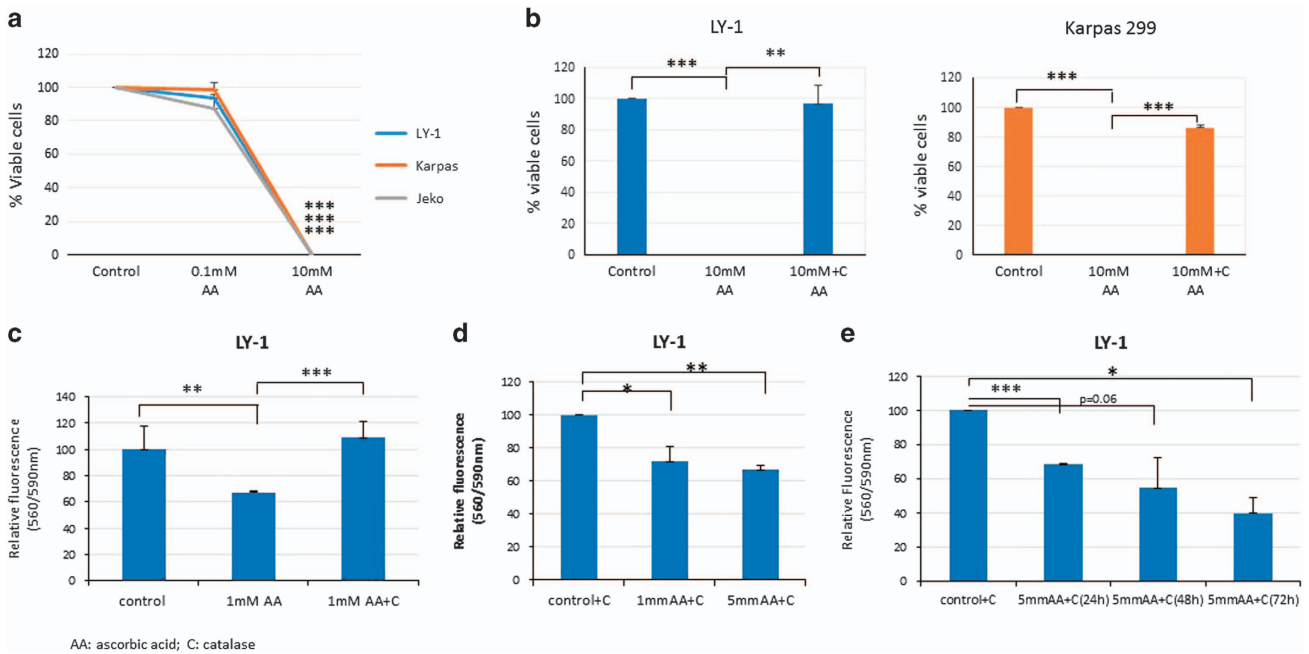 a
% Viable cells
120
100
80
60
40
20
0
***
***
***
Control
0.1mM
AA
10mM
AA
LY-1
Karpas
Jeko
b
LY-1
% viable cells
120
100
80
60
40
20
0
***
**
Control
10mM
AA
10mM+C
AA
Karpas 299
% viable cells
120
100
80
60
40
20
0
***
***
Control
10mM
AA
10mM+C
AA
c
LY-1
Relative fluorescence
(560/590nm)
140
120
100
80
60
40
20
0
**
***
control
1mM AA
1mM AA+C
d
LY-1
Relative fluorescence
(560/590nm)
120
100
80
60
40
20
0
**
*
control+C
1mmAA+C
5mmAA+C
e
LY-1
Relative Fluorescence
(560/590nm)
120
100
80
60
40
20
0
*
***
p=0.06
control+C
5mmAA+C(24h)
5mmAA+C(48h)
5mmAA+C(72h)
AA: ascorbic acid; C: catalase